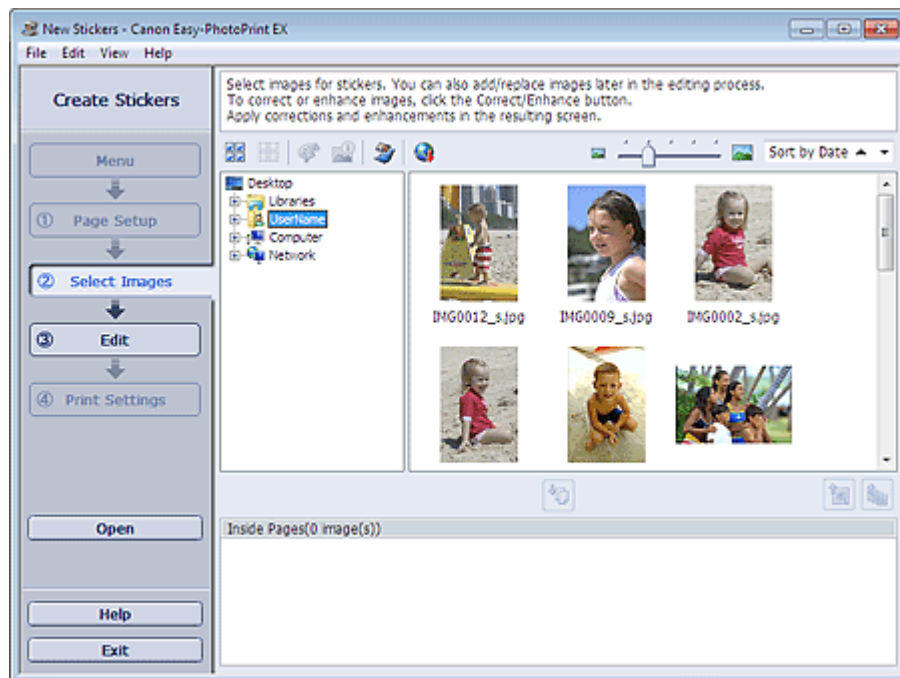 New Stickers - Canon Easy-PhotoPrint EX
File Edit View Help
Create Stickers
Select images for stickers. You can also add/replace images later in the editing process.
To correct or enhance images, click the Correct/Enhance button.
Apply corrections and enhancements in the resulting screen.
Menu
① Page Setup
② Select Images
③ Edit
④ Print Settings
Open
Help
Exit
Sort by Date
Desktop
Libraries
UserName
Computer
Network
IMG0012_s.jpg IMG0009_s.jpg IMG0002_s.jpg
Inside Pages(0 image(s))